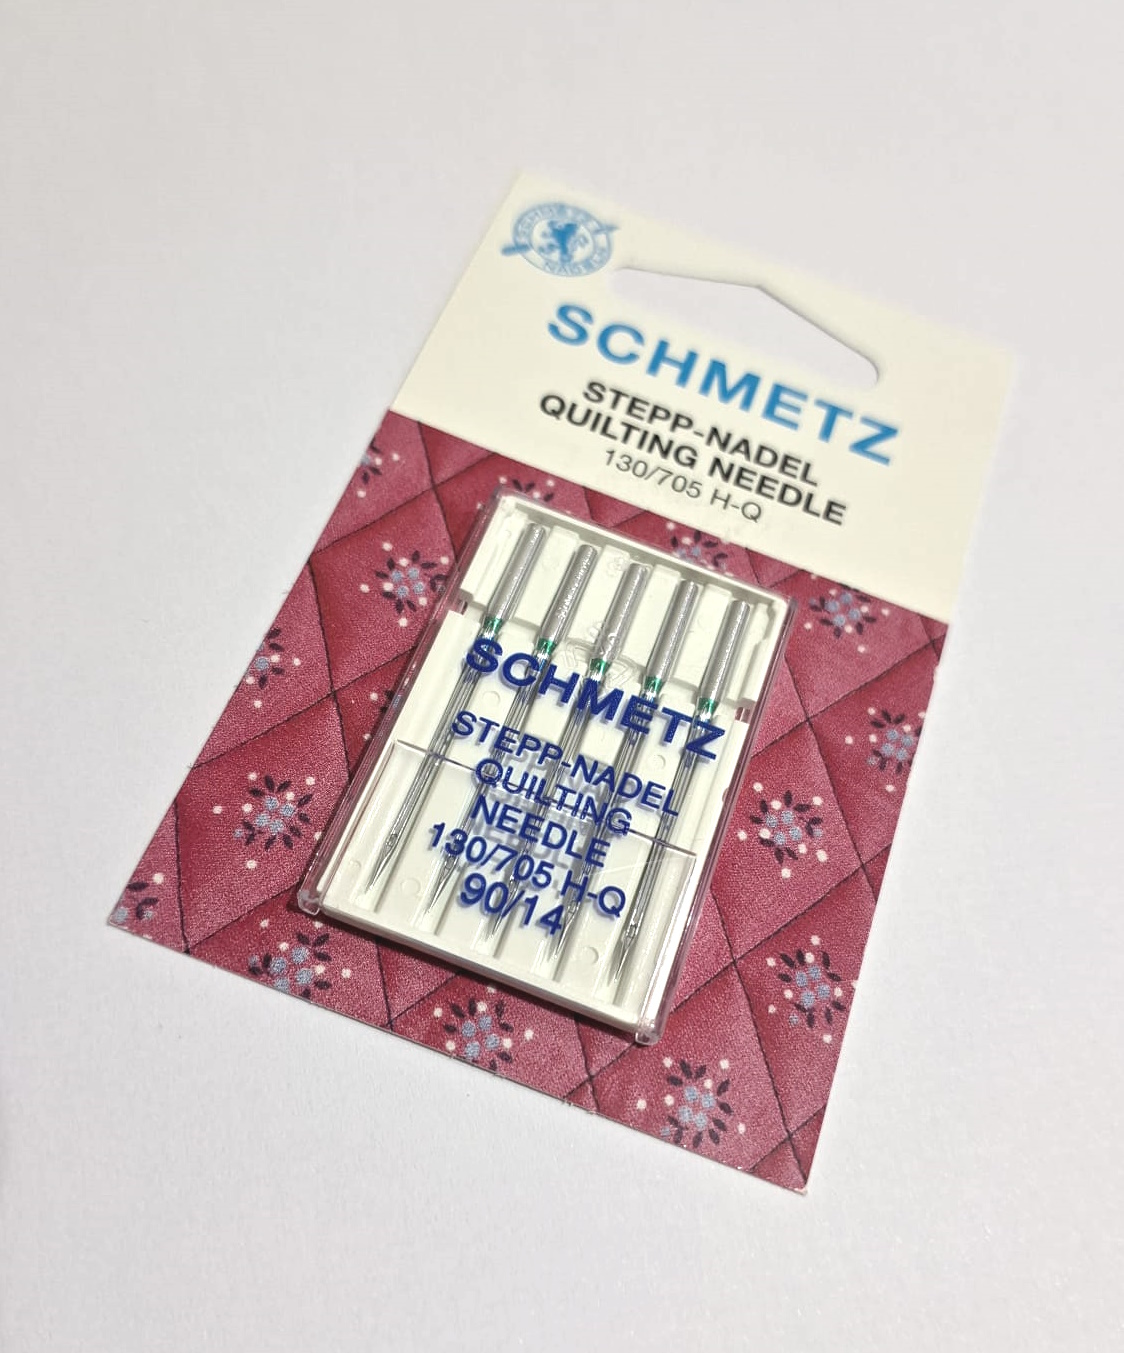 SCHMETZ
STEPP-NADEL
QUILTING NEEDLE
130/705 H-Q
SCHMETZ
STEPP-NADEL
QUILTING
NEEDLE
130/705 H-Q
90/14